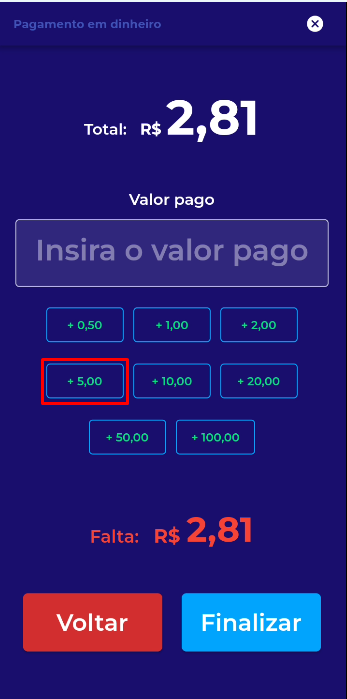 Pagamento em dinheiro
Total: R$ 2,81
Valor pago
Insira o valor pago
+ 0,50 + 1,00 + 2,00
+ 5,00 + 10,00 + 20,00
+ 50,00 + 100,00
Falta: R$ 2,81
Voltar Finalizar